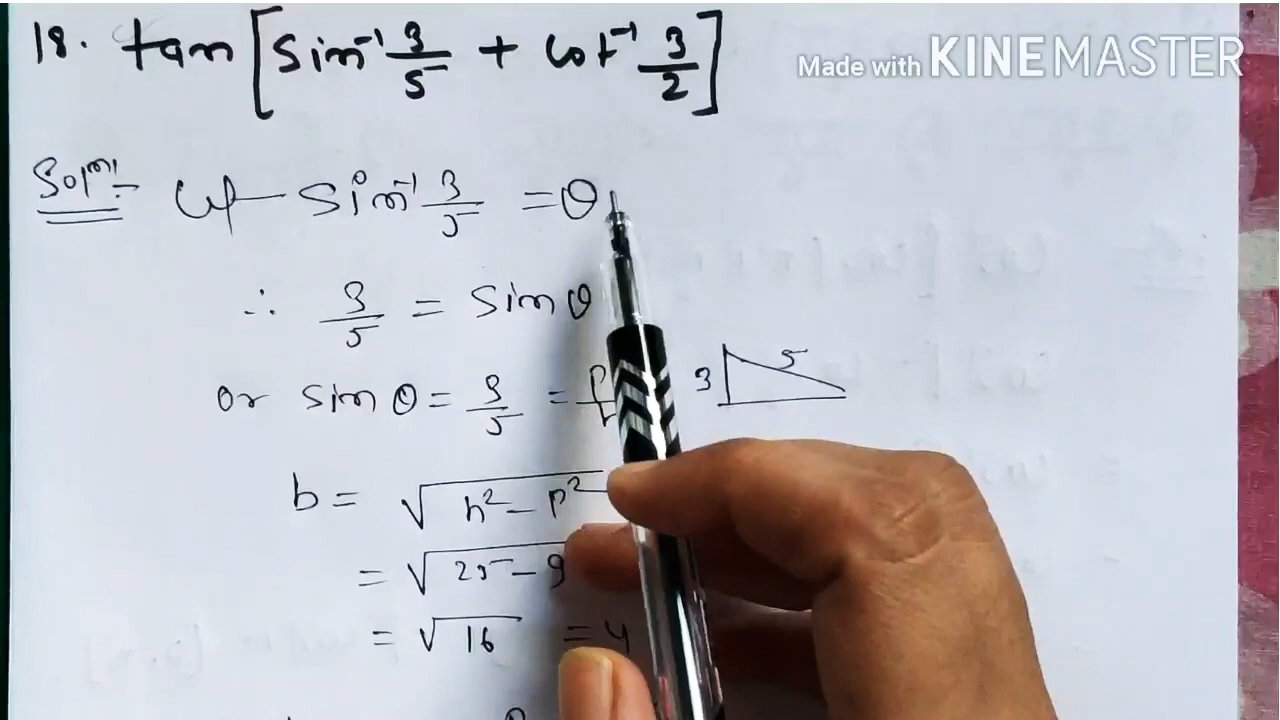 18. tan [sin⁻¹ 3/5 + cot⁻¹ 3/2]
Made with KINEMASTER
Solⁿ:- Let sin⁻¹ 3/5 = θ
∴ 3/5 = sin θ
or sin θ = 3/5 = P/
3 5
b = √h² - P²
= √25 - 9
= √16 = 4